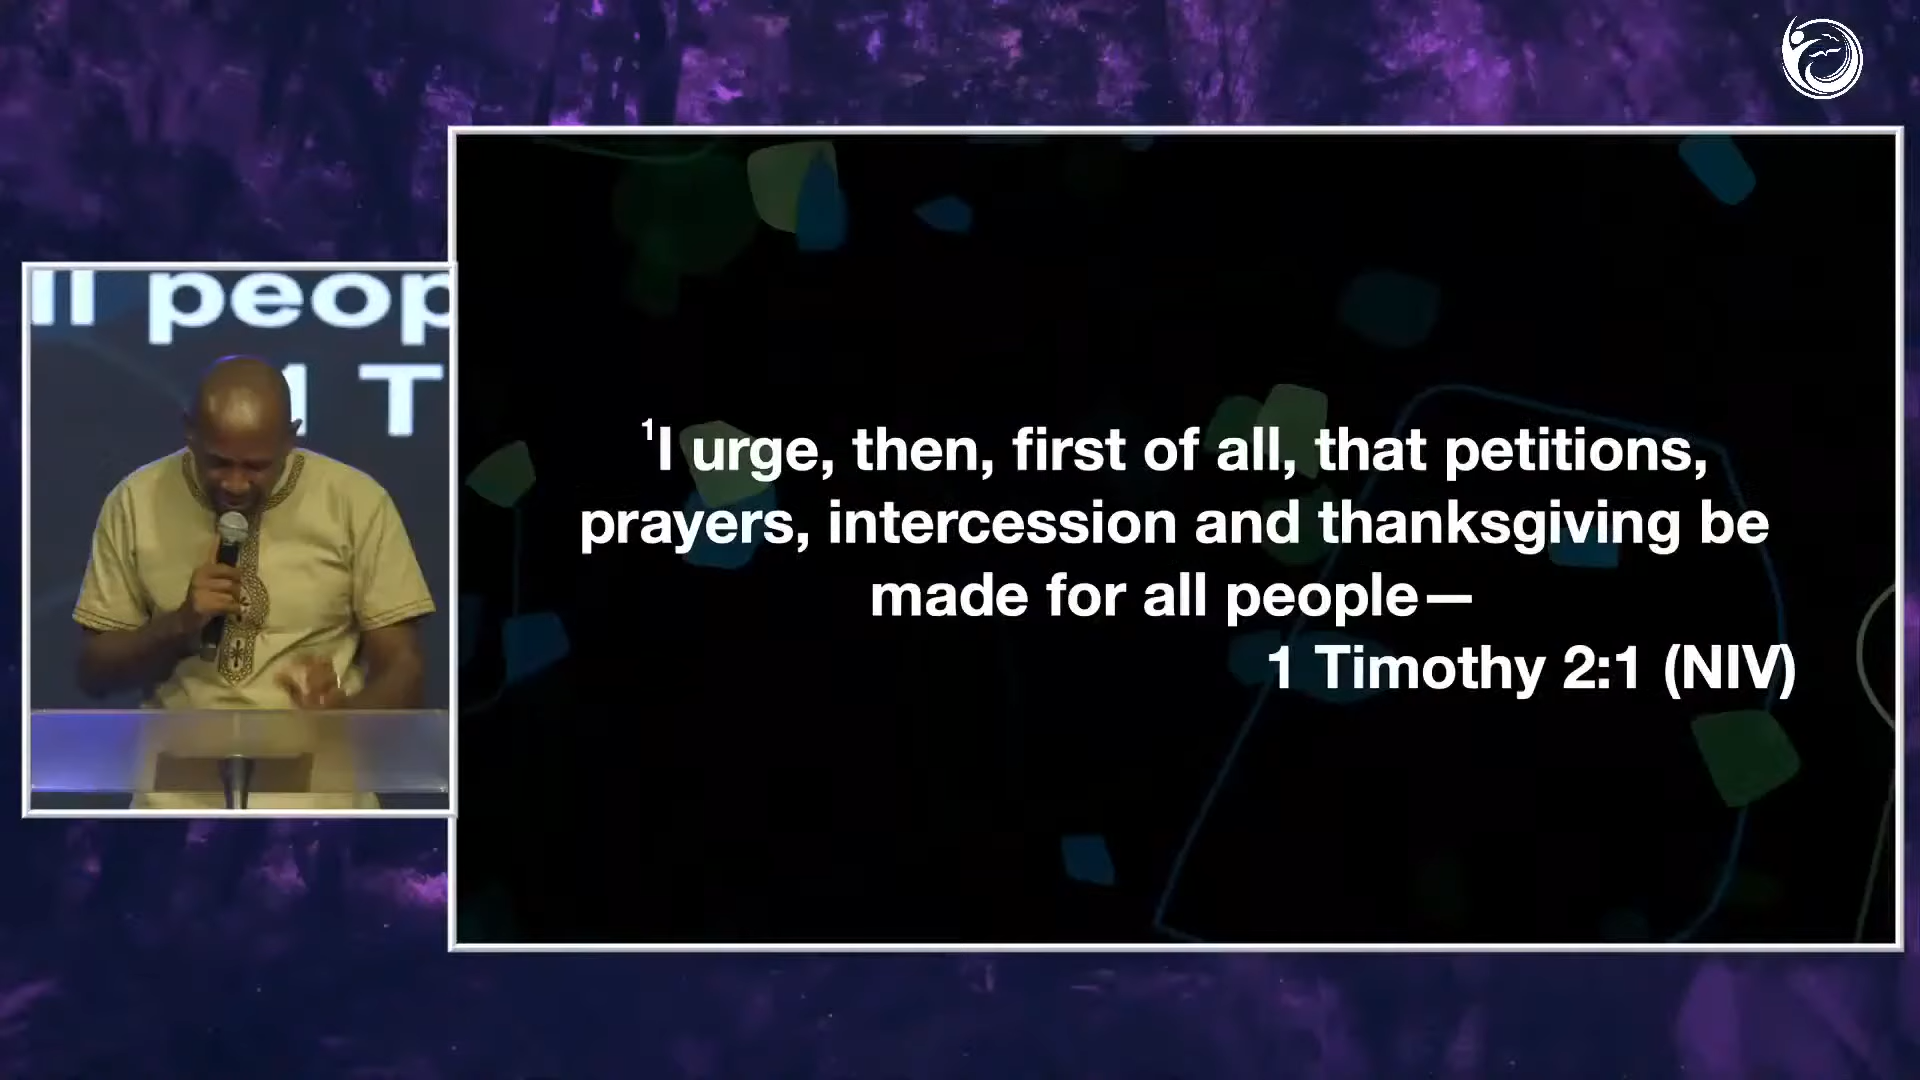 ll peop
1 T
¹I urge, then, first of all, that petitions,
prayers, intercession and thanksgiving be
made for all people—
1 Timothy 2:1 (NIV)